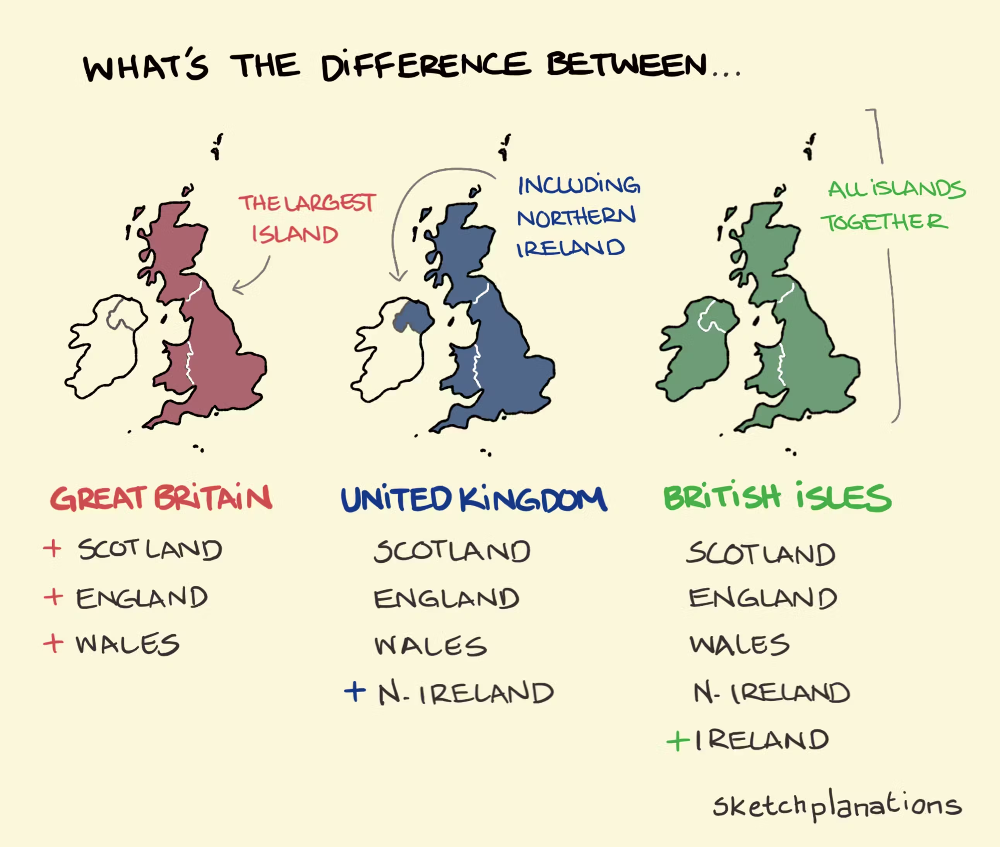 WHAT'S THE DIFFERENCE BETWEEN...
THE LARGEST
ISLAND
INCLUDING
NORTHERN
IRELAND
ALL ISLANDS
TOGETHER
GREAT BRITAIN
+ SCOTLAND
+ ENGLAND
+ WALES
UNITED KINGDOM
SCOTLAND
ENGLAND
WALES
+ N. IRELAND
BRITISH ISLES
SCOTLAND
ENGLAND
WALES
N. IRELAND
+ IRELAND
sketchplanations